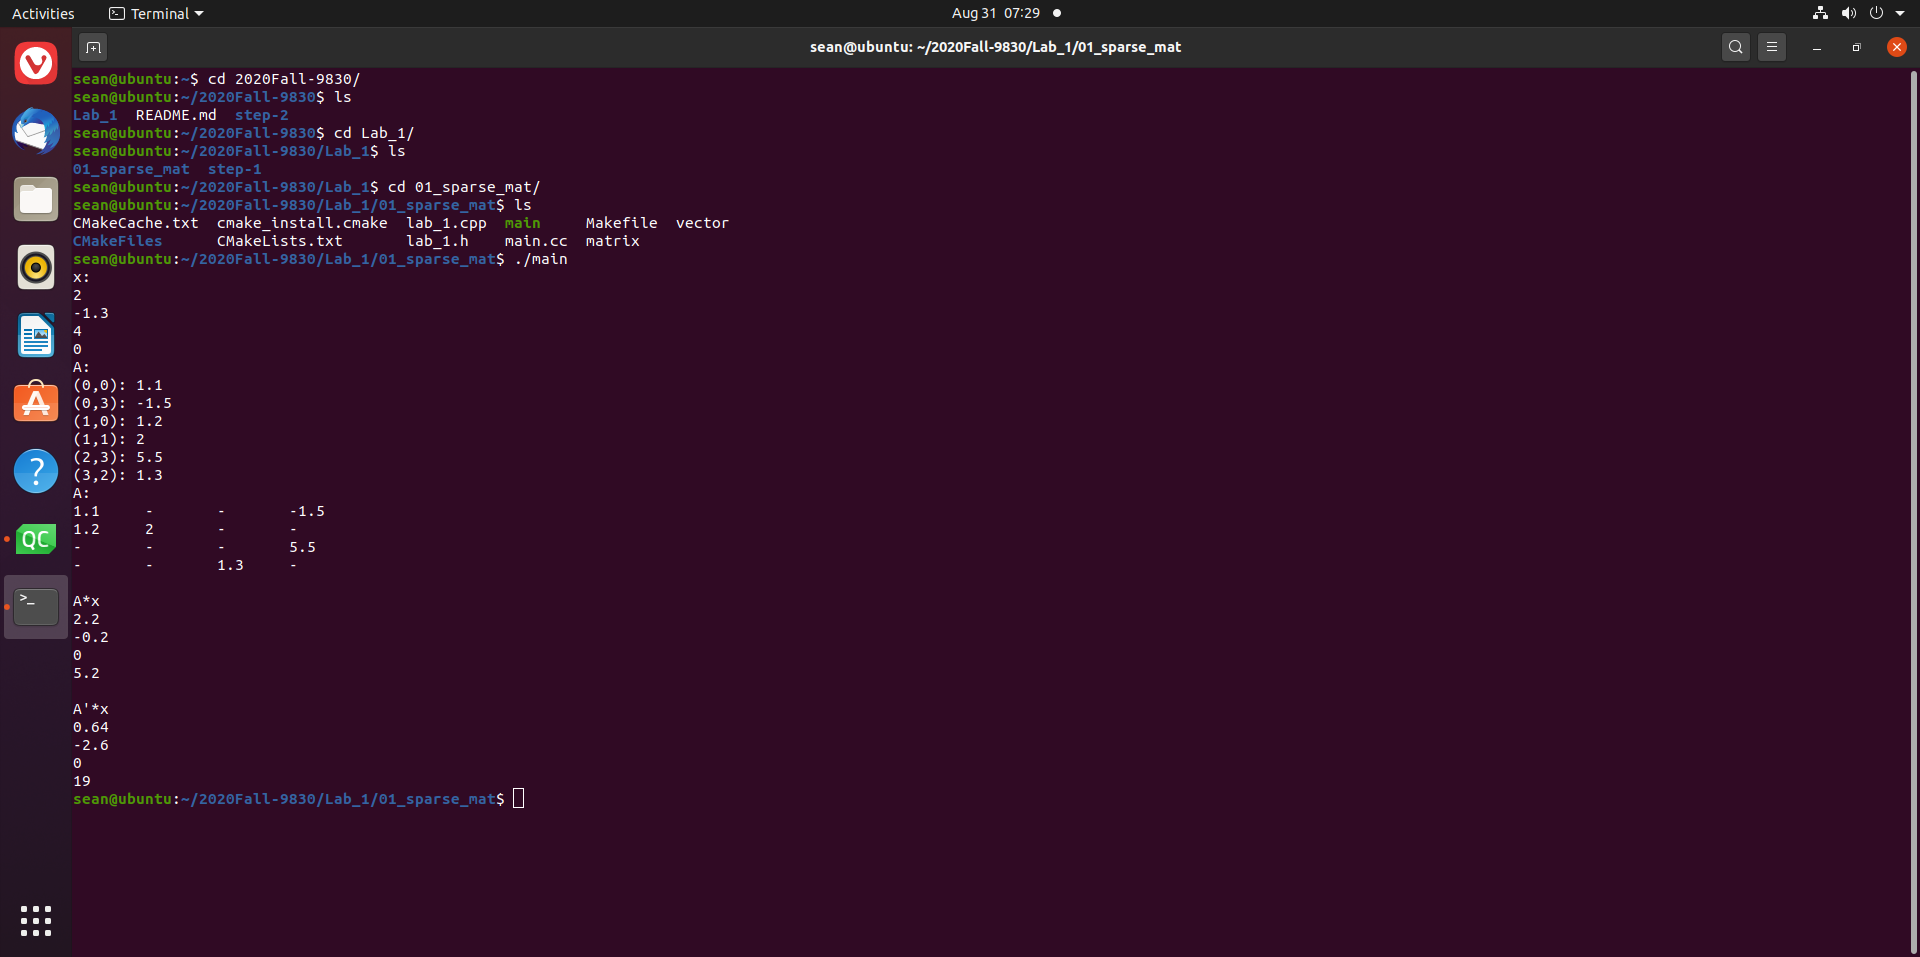 Activities Terminal Aug 31 07:29
sean@ubuntu: ~/2020Fall-9830/Lab_1/01_sparse_mat
sean@ubuntu:~$ cd 2020Fall-9830/
sean@ubuntu:~/2020Fall-9830$ ls
Lab_1 README.md step-2
sean@ubuntu:~/2020Fall-9830$ cd Lab_1/
sean@ubuntu:~/2020Fall-9830/Lab_1$ ls
01_sparse_mat step-1
sean@ubuntu:~/2020Fall-9830/Lab_1$ cd 01_sparse_mat/
sean@ubuntu:~/2020Fall-9830/Lab_1/01_sparse_mat$ ls
CMakeCache.txt cmake_install.cmake lab_1.cpp main Makefile vector
CMakeFiles CMakeLists.txt lab_1.h main.cc matrix
sean@ubuntu:~/2020Fall-9830/Lab_1/01_sparse_mat$ ./main
x:
2
-1.3
4
0
A:
(0,0): 1.1
(0,3): -1.5
(1,0): 1.2
(1,1): 2
(2,3): 5.5
(3,2): 1.3
A:
1.1 - - -1.5
1.2 2 - -
- - - 5.5
- - 1.3 -
A*x
2.2
-0.2
0
5.2
A'*x
0.64
-2.6
0
19
sean@ubuntu:~/2020Fall-9830/Lab_1/01_sparse_mat$
?
QC
>_